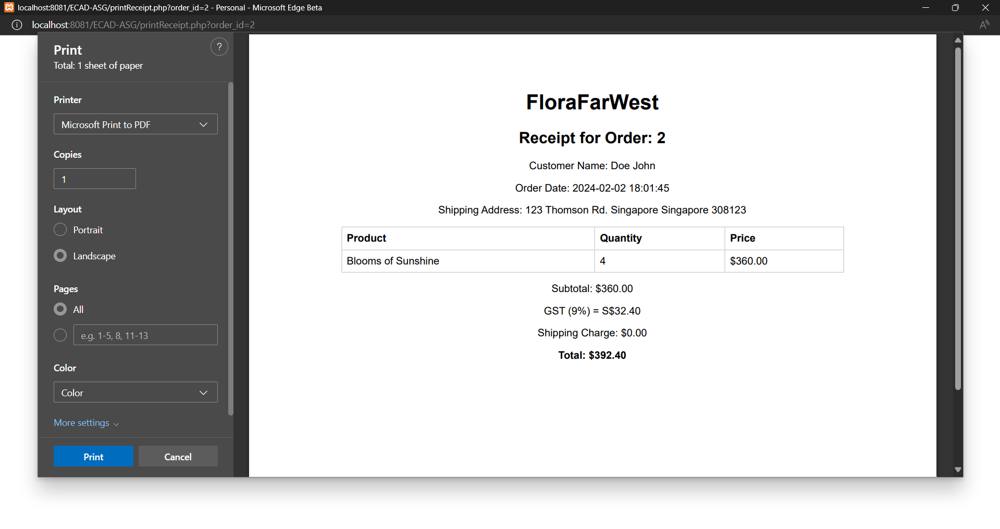 localhost:8081/ECAD-ASG/printReceipt.php?order_id=2 - Personal - Microsoft Edge Beta
localhost:8081/ECAD-ASG/printReceipt.php?order_id=2
Print
?
Total: 1 sheet of paper
Printer
Microsoft Print to PDF
Copies
1
Layout
Portrait
Landscape
Pages
All
e.g. 1-5, 8, 11-13
Color
Color
More settings
Print Cancel
FloraFarWest
Receipt for Order: 2
Customer Name: Doe John
Order Date: 2024-02-02 18:01:45
Shipping Address: 123 Thomson Rd. Singapore Singapore 308123
Product Quantity Price
Blooms of Sunshine 4 $360.00
Subtotal: $360.00
GST (9%) = S$32.40
Shipping Charge: $0.00
Total: $392.40